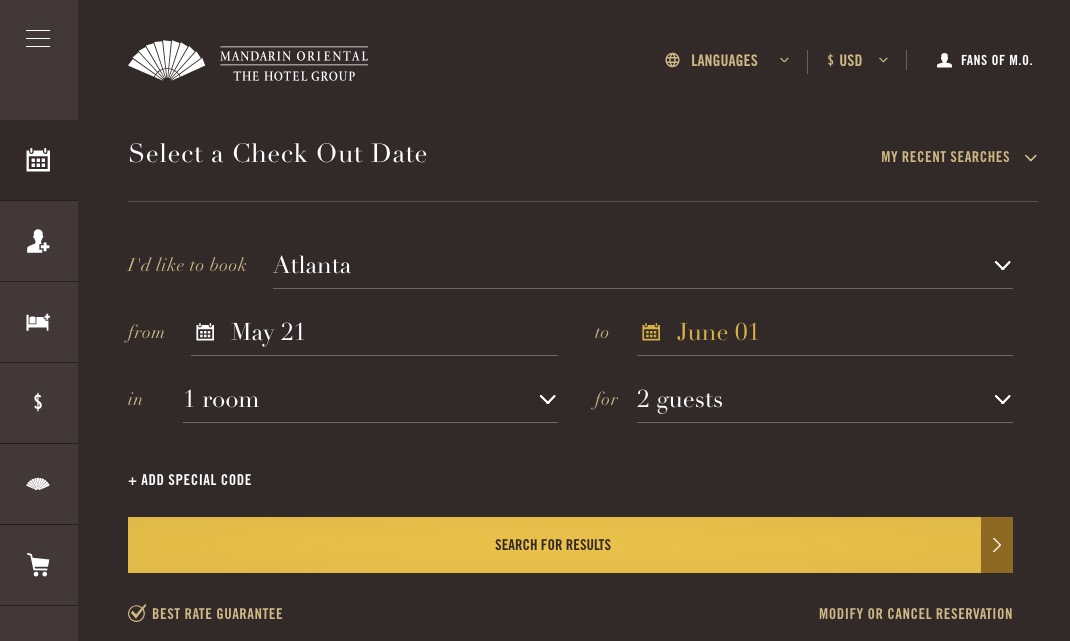 MANDARIN ORIENTAL
THE HOTEL GROUP
LANGUAGES
$ USD
FANS OF M.O.
Select a Check Out Date
MY RECENT SEARCHES
I'd like to book Atlanta
from May 21 to June 01
in 1 room for 2 guests
+ ADD SPECIAL CODE
SEARCH FOR RESULTS
BEST RATE GUARANTEE
MODIFY OR CANCEL RESERVATION
$